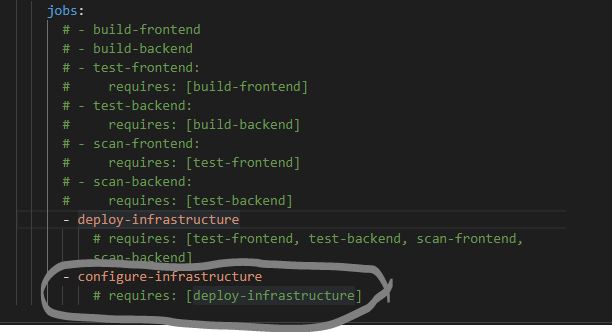 jobs:
# - build-frontend
# - build-backend
# - test-frontend:
#     requires: [build-frontend]
# - test-backend:
#     requires: [build-backend]
# - scan-frontend:
#     requires: [test-frontend]
# - scan-backend:
#     requires: [test-backend]
- deploy-infrastructure
# requires: [test-frontend, test-backend, scan-frontend,
scan-backend]
- configure-infrastructure
# requires: [deploy-infrastructure]